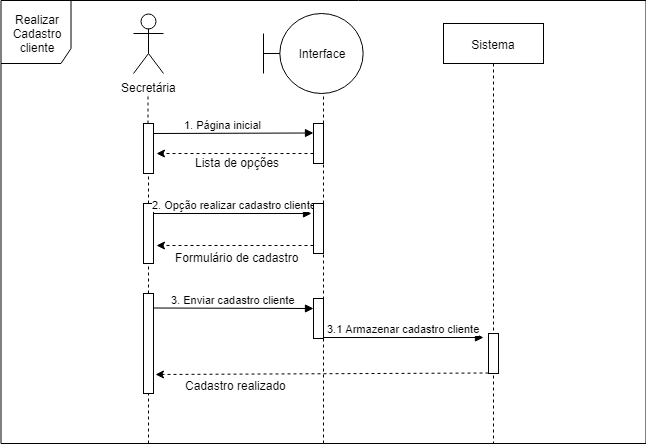 Realizar
Cadastro
cliente
Secretária
Interface
Sistema
1. Página inicial
Lista de opções
2. Opção realizar cadastro cliente
Formulário de cadastro
3. Enviar cadastro cliente
3.1 Armazenar cadastro cliente
Cadastro realizado